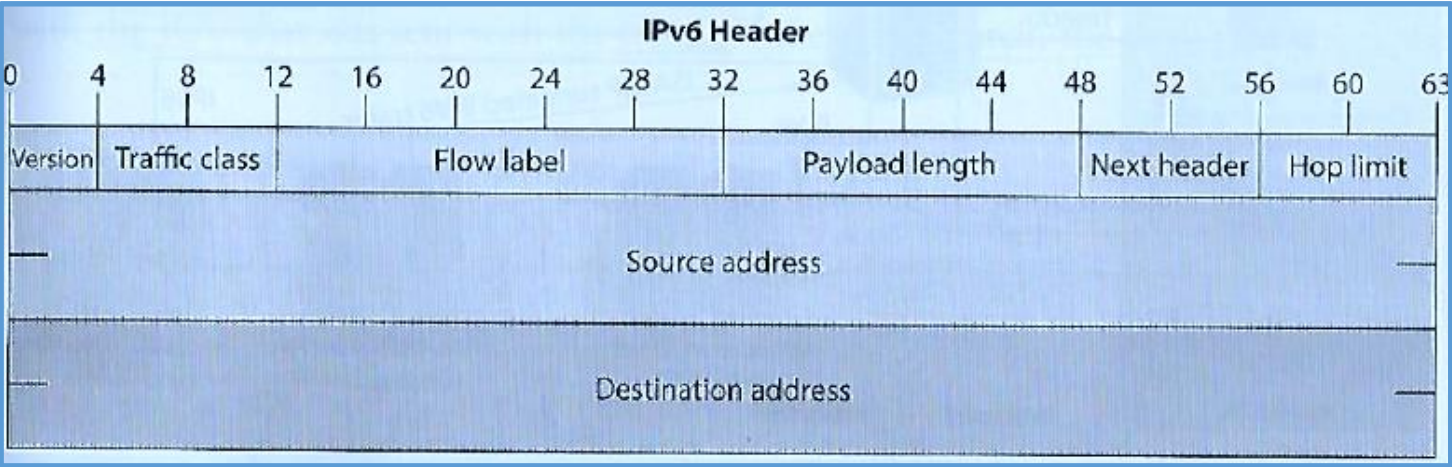 IPv6 Header
0 4 8 12 16 20 24 28 32 36 40 44 48 52 56 60 63
Version Traffic class Flow label Payload length Next header Hop limit
Source address
Destination address